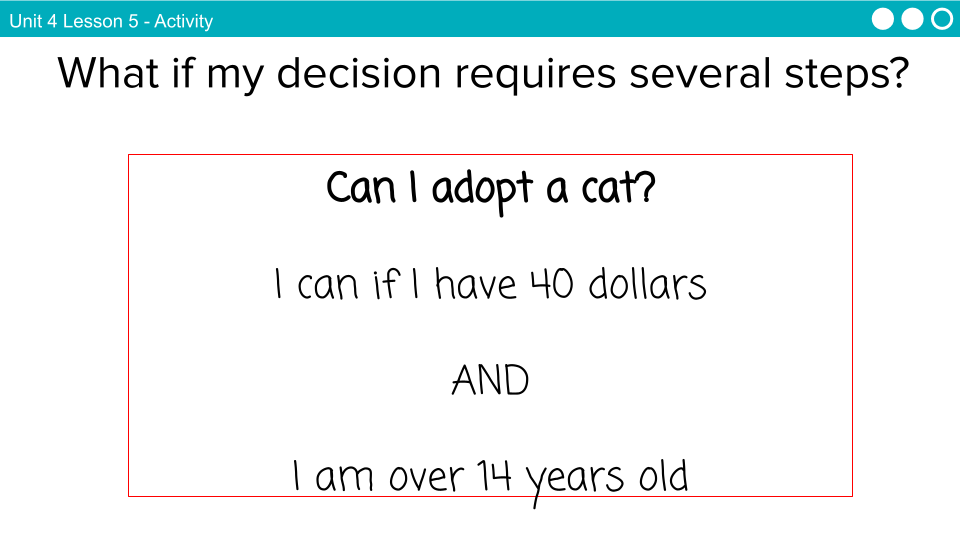 Unit 4 Lesson 5 - Activity
What if my decision requires several steps?
Can I adopt a cat?
I can if I have 40 dollars
AND
I am over 14 years old